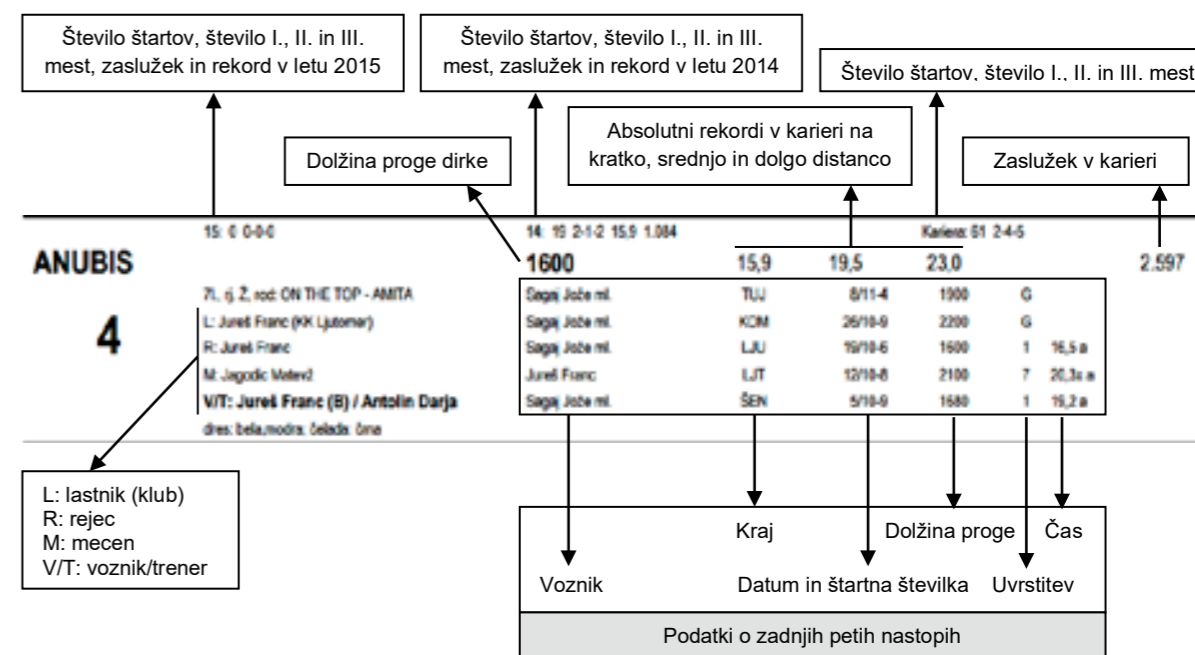 Število štartov, število I., II. in III.
mest, zaslužek in rekord v letu 2015
Število štartov, število I., II. in III.
mest, zaslužek in rekord v letu 2014
Število štartov, število I., II. in III. mest
Dolžina proge dirke
Absolutni rekordi v karieri na
kratko, srednjo in dolgo distanco
Zaslužek v karieri
15: 0 0-0-0
14: 19 2-1-2 15,9 1.084
Kariera: 61 2-4-5
ANUBIS
1600 15,9 19,5 23,0 2.597
4
7L, rj. Ž, rod: ON THE TOP - AMITA
L: Jureš Franc (KK Ljutomer)
R: Jureš Franc
M: Jagodic Matevž
V/T: Jureš Franc (B) / Antolin Darja
dres: bela,modra: čelada: črna
Sagaj Jože ml. TUJ 8/11-4 1900 G
Sagaj Jože ml. KOM 26/10-9 2200 G
Sagaj Jože ml. LJU 19/10-6 1600 1 16,5 a
Jureš Franc LJT 12/10-8 2100 7 20,3s a
Sagaj Jože ml. ŠEN 5/10-9 1680 1 19,2 a
L: lastnik (klub)
R: rejec
M: mecen
V/T: voznik/trener
Kraj Dolžina proge Čas
Voznik Datum in štartna številka Uvrstitev
Podatki o zadnjih petih nastopih